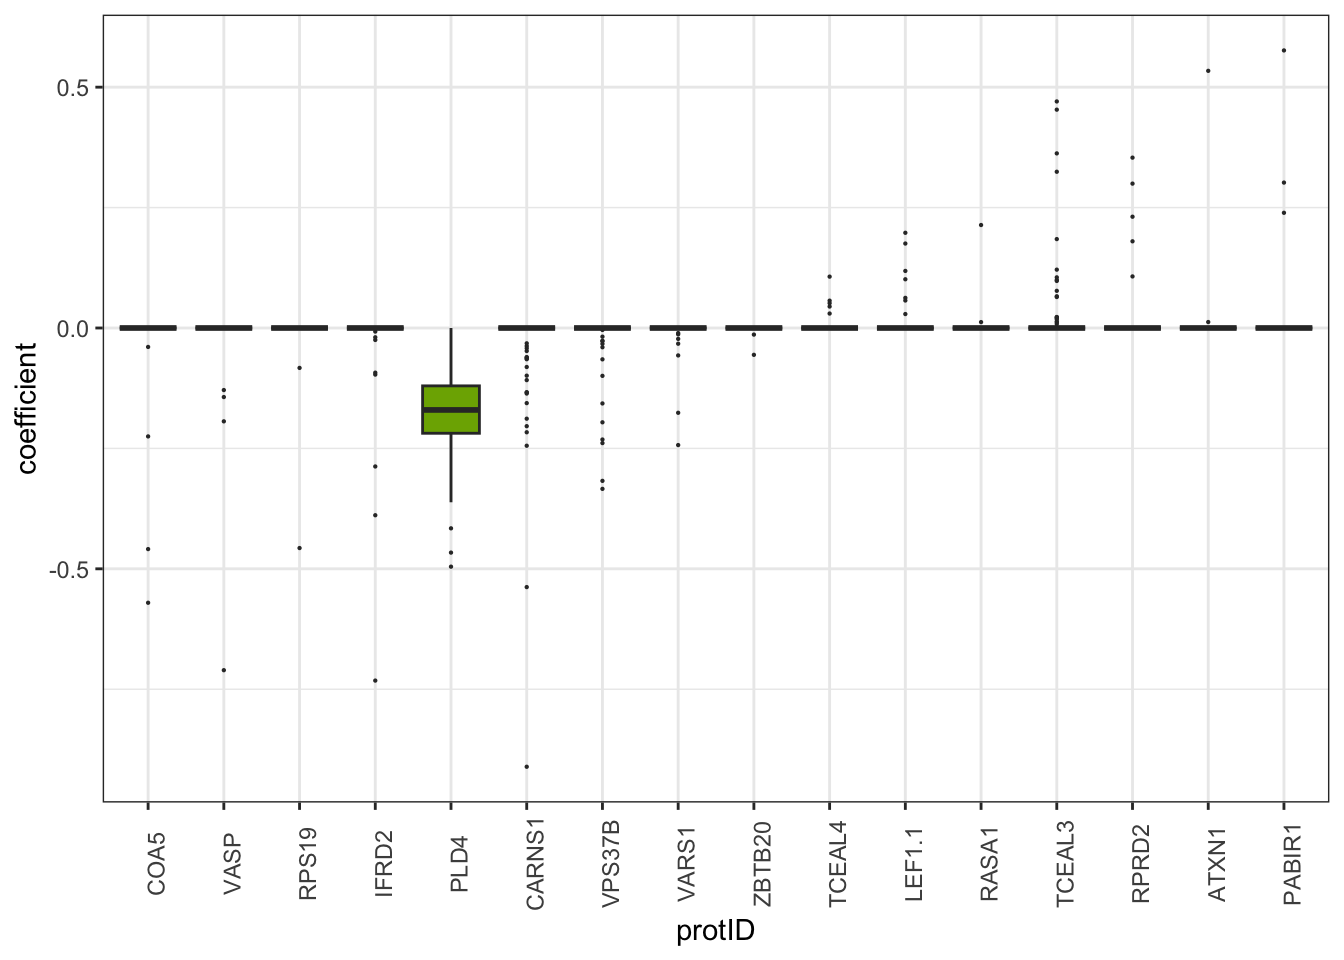 coefficient
0.5
0.0
-0.5
COA5
VASP
RPS19
IFRD2
PLD4
CARNS1
VPS37B
VARS1
ZBTB20
TCEAL4
LEF1.1
RASA1
TCEAL3
RPRD2
ATXN1
PABIR1
protID